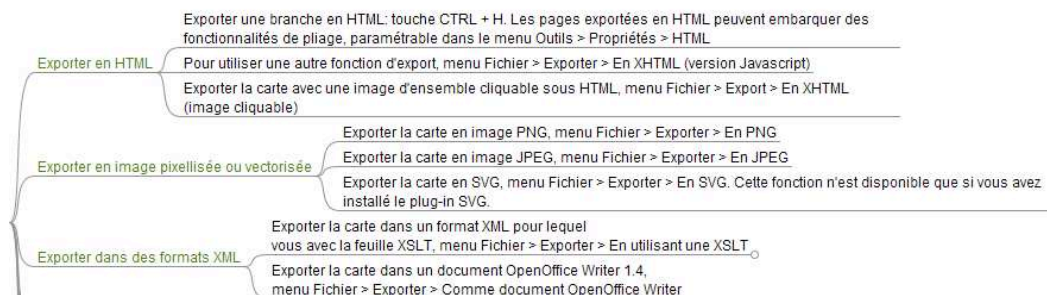 Exporter en HTML
Exporter une branche en HTML: touche CTRL + H. Les pages exportées en HTML peuvent embarquer des
fonctionnalités de pliage, paramétrable dans le menu Outils > Propriétés > HTML
Pour utiliser une autre fonction d'export, menu Fichier > Exporter > En XHTML (version Javascript)
Exporter la carte avec une image d'ensemble cliquable sous HTML, menu Fichier > Export > En XHTML
(image cliquable)
Exporter en image pixellisée ou vectorisée
Exporter la carte en image PNG, menu Fichier > Exporter > En PNG
Exporter la carte en image JPEG, menu Fichier > Exporter > En JPEG
Exporter la carte en SVG, menu Fichier > Exporter > En SVG. Cette fonction n'est disponible que si vous avez
installé le plug-in SVG.
Exporter dans des formats XML
Exporter la carte dans un format XML pour lequel
vous avec la feuille XSLT, menu Fichier > Exporter > En utilisant une XSLT
Exporter la carte dans un document OpenOffice Writer 1.4,
menu Fichier > Exporter > Comme document OpenOffice Writer